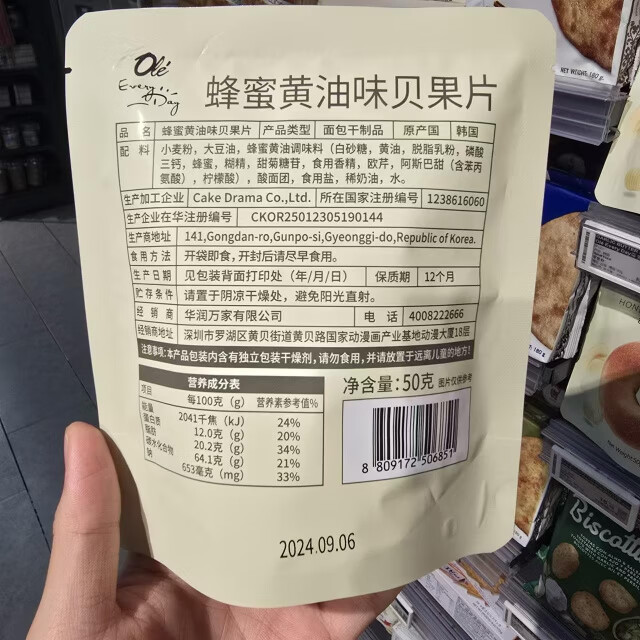 Olé
Every
Day
蜂蜜黄油味贝果片
品 名 蜂蜜黄油味贝果片 产品类型 面包干制品 原产国 韩国
配 料 小麦粉，大豆油，蜂蜜黄油调味料（白砂糖，黄油，脱脂乳粉，磷酸
三钙，蜂蜜，糊精，甜菊糖苷，食用香精，欧芹，阿斯巴甜（含苯丙
氨酸），柠檬酸），酸面团，食用盐，稀奶油，水。
生产加工企业 Cake Drama Co.,Ltd. 所在国家注册编号 1238616060
生产企业在华注册编号 CKOR25012305190144
生产商地址 141,Gongdan-ro,Gunpo-si,Gyeonggi-do,Republic of Korea.
食用方法 开袋即食，开封后请尽早食用。
生产日期 见包装背面打印处（年/月/日） 保质期 12个月
贮存条件 请置于阴凉干燥处，避免阳光直射。
经 销 商 华润万家有限公司 电 话 4008222666
经销商地址 深圳市罗湖区黄贝街道黄贝路国家动漫画产业基地动漫大厦18层
注意事项:本产品包装内含有独立包装干燥剂,请勿食用,并请放置于远离儿童的地方!
营养成分表
项目 每100克（g） 营养素参考值%
能量 2041千焦（kJ） 24%
蛋白质 12.0克（g） 20%
脂肪 20.2克（g） 34%
碳水化合物 64.1克（g） 21%
钠 653毫克（mg） 33%
净含量:50克 图片仅供参考
8 809172 506851
2024.09.06
NET WEIGHT 180 g
Biscott